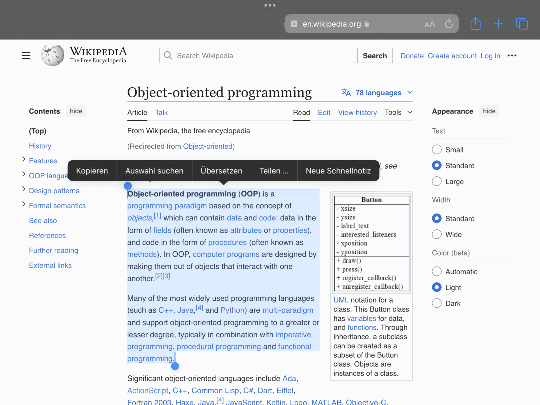 en.wikipedia.org
AA
WIKIPEDIA
The Free Encyclopedia
Search Wikipedia
Search
Donate Create account Log in
Object-oriented programming
78 languages
Contents hide
(Top)
History
Features
OOP langua
Design patterns
Formal semantics
See also
References
Further reading
External links
Article Talk
Read Edit View history Tools
From Wikipedia, the free encyclopedia
(Redirected from Object-oriented)
see
Kopieren Auswahl suchen Übersetzen Teilen ... Neue Schnellnotiz
Object-oriented programming (OOP) is a
programming paradigm based on the concept of
objects,[1] which can contain data and code: data in the
form of fields (often known as attributes or properties),
and code in the form of procedures (often known as
methods). In OOP, computer programs are designed by
making them out of objects that interact with one
another.[2][3]
Many of the most widely used programming languages
(such as C++, Java,[4] and Python) are multi-paradigm
and support object-oriented programming to a greater or
lesser degree, typically in combination with imperative
programming, procedural programming and functional
programming.
Significant object-oriented languages include Ada,
ActionScript, C++, Common Lisp, C#, Dart, Eiffel,
Fortran 2003, Haxe, Java,[4] JavaScript, Kotlin, Logo, MATLAB, Objective-C,
Button
- xsize
- ysize
- label_text
- interested_listeners
- xposition
- yposition
+ draw()
+ press()
+ register_callback()
+ unregister_callback()
UML notation for a
class. This Button class
has variables for data,
and functions. Through
inheritance, a subclass
can be created as a
subset of the Button
class. Objects are
instances of a class.
Appearance hide
Text
Small
Standard
Large
Width
Standard
Wide
Color (beta)
Automatic
Light
Dark